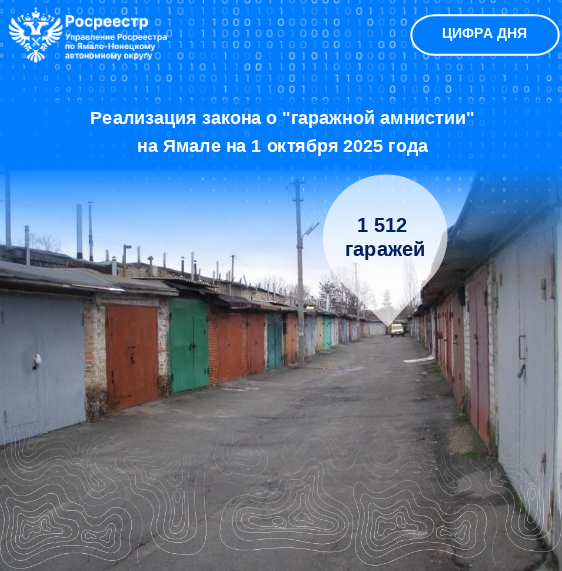 Росреестр
Управление Росреестра
по Ямало-Ненецкому
автономному округу
ЦИФРА ДНЯ
Реализация закона о "гаражной амнистии"
на Ямале на 1 октября 2025 года
1 512
гаражей